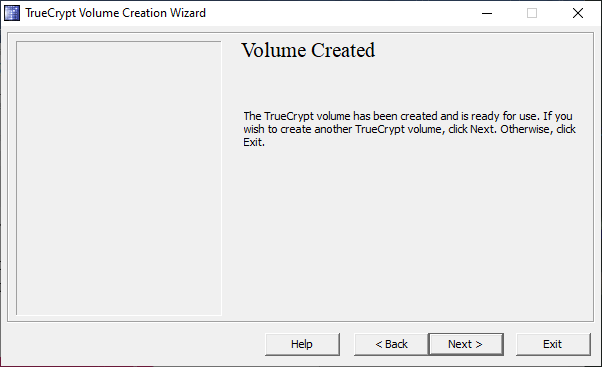 TrueCrypt Volume Creation Wizard
Volume Created
The TrueCrypt volume has been created and is ready for use. If you
wish to create another TrueCrypt volume, click Next. Otherwise, click
Exit.
Help
< Back
Next >
Exit